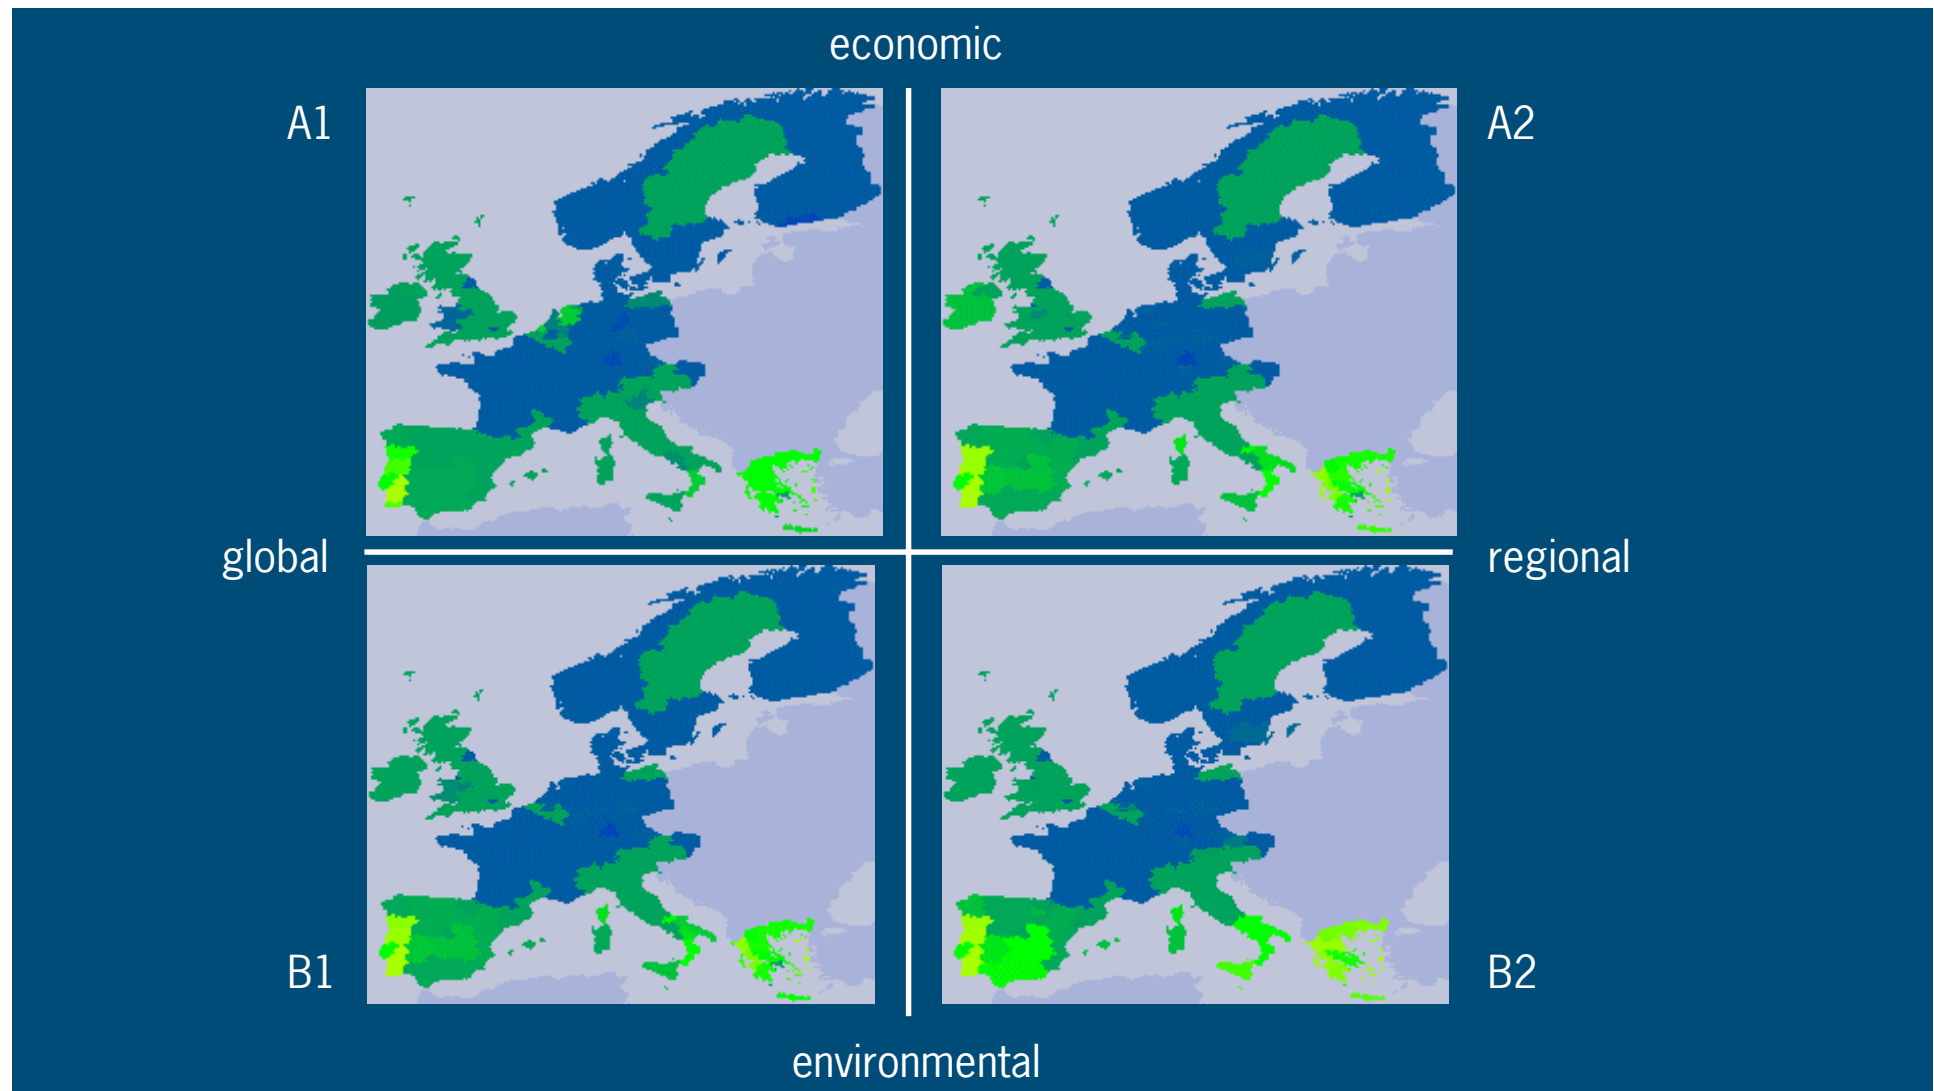 economic
A1
A2
global
regional
B1
B2
environmental